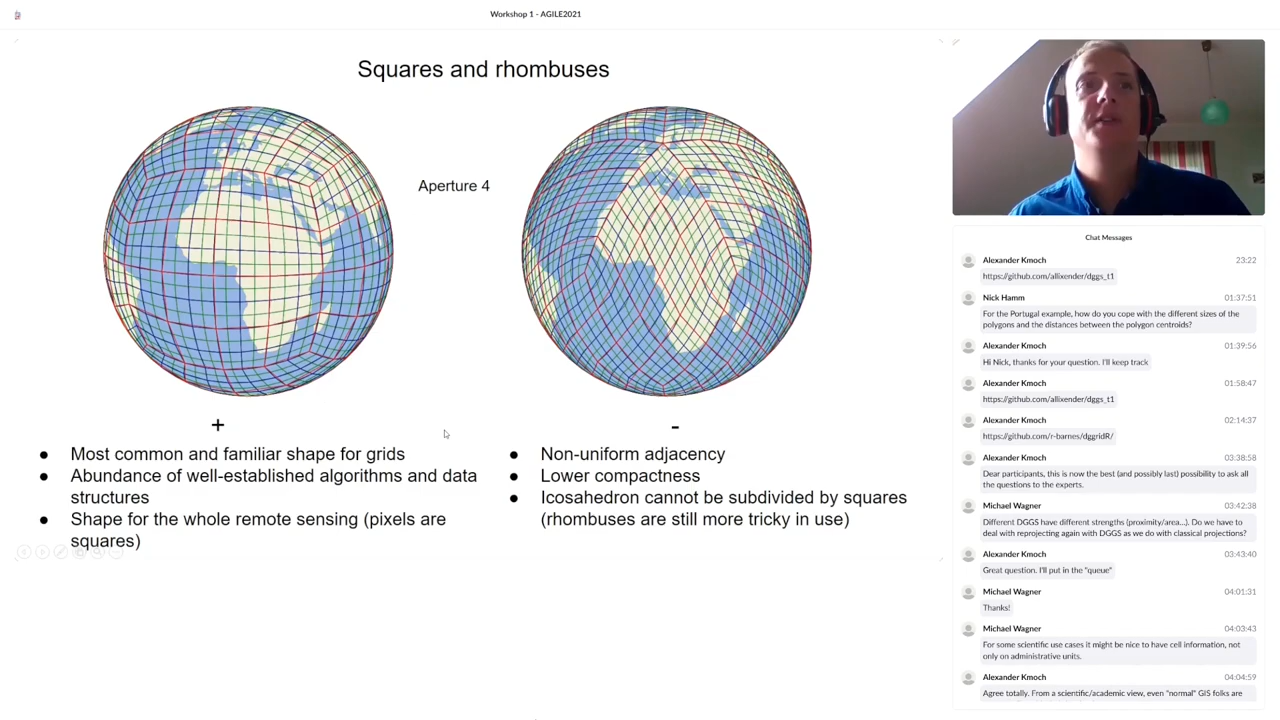 Workshop 1 - AGILE2021
Squares and rhombuses
Aperture 4
+
● Most common and familiar shape for grids
● Abundance of well-established algorithms and data
structures
● Shape for the whole remote sensing (pixels are
squares)
-
● Non-uniform adjacency
● Lower compactness
● Icosahedron cannot be subdivided by squares
(rhombuses are still more tricky in use)
Chat Messages
Alexander Kmoch 23:22
https://github.com/allixender/dggs_t1
Nick Hamm 01:37:51
For the Portugal example, how do you cope with the different sizes of the
polygons and the distances between the polygon centroids?
Alexander Kmoch 01:39:56
Hi Nick, thanks for your question. I'll keep track
Alexander Kmoch 01:58:47
https://github.com/allixender/dggs_t1
Alexander Kmoch 02:14:37
https://github.com/r-barnes/dggridR/
Alexander Kmoch 03:38:58
Dear participants, this is now the best (and possibly last) possibility to ask all
the questions to the experts.
Michael Wagner 03:42:38
Different DGGS have different strengths (proximity/area...). Do we have to
deal with reprojecting again with DGGS as we do with classical projections?
Alexander Kmoch 03:43:40
Great question. I'll put in the "queue"
Michael Wagner 04:01:31
Thanks!
Michael Wagner 04:03:43
For some scientific use cases it might be nice to have cell information, not
only on administrative units.
Alexander Kmoch 04:04:59
Agree totally. From a scientific/academic view, even "normal" GIS folks are